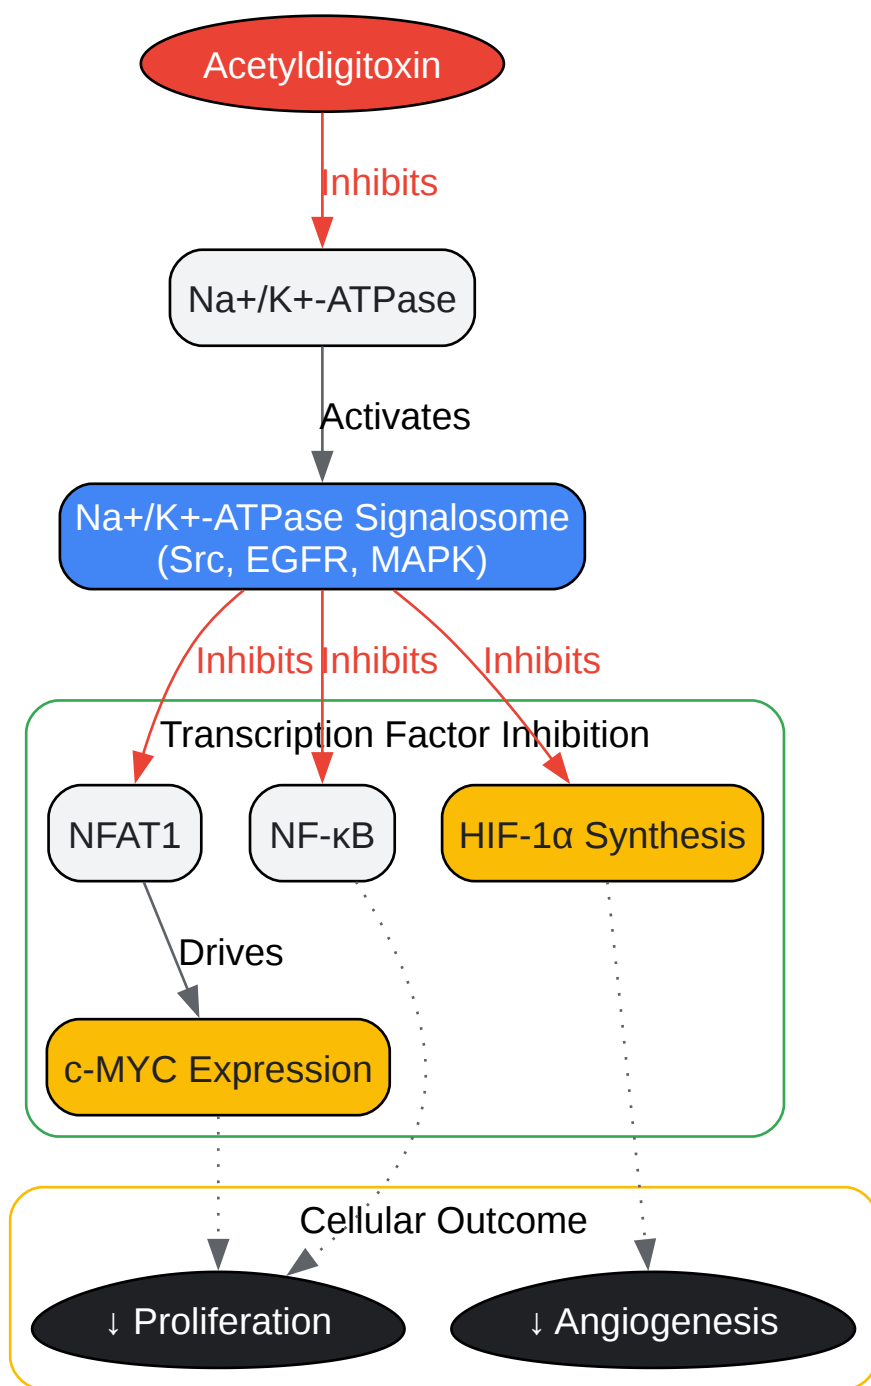 Acetyldigitoxin
Inhibits
Na+/K+-ATPase
Activates
Na+/K+-ATPase Signalosome
(Src, EGFR, MAPK)
Inhibits
Inhibits
Inhibits
Transcription Factor Inhibition
NFAT1
NF-κB
HIF-1α Synthesis
Drives
c-MYC Expression
Cellular Outcome
↓ Proliferation
↓ Angiogenesis